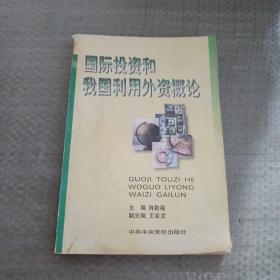 国际投资和
我国利用外资概论
GUOJI TOUZI HE
WOGUO LIYONG
WAIZI GAILUN
主 编 肖勤福
副主编 王金龙
中共中央党校出版社